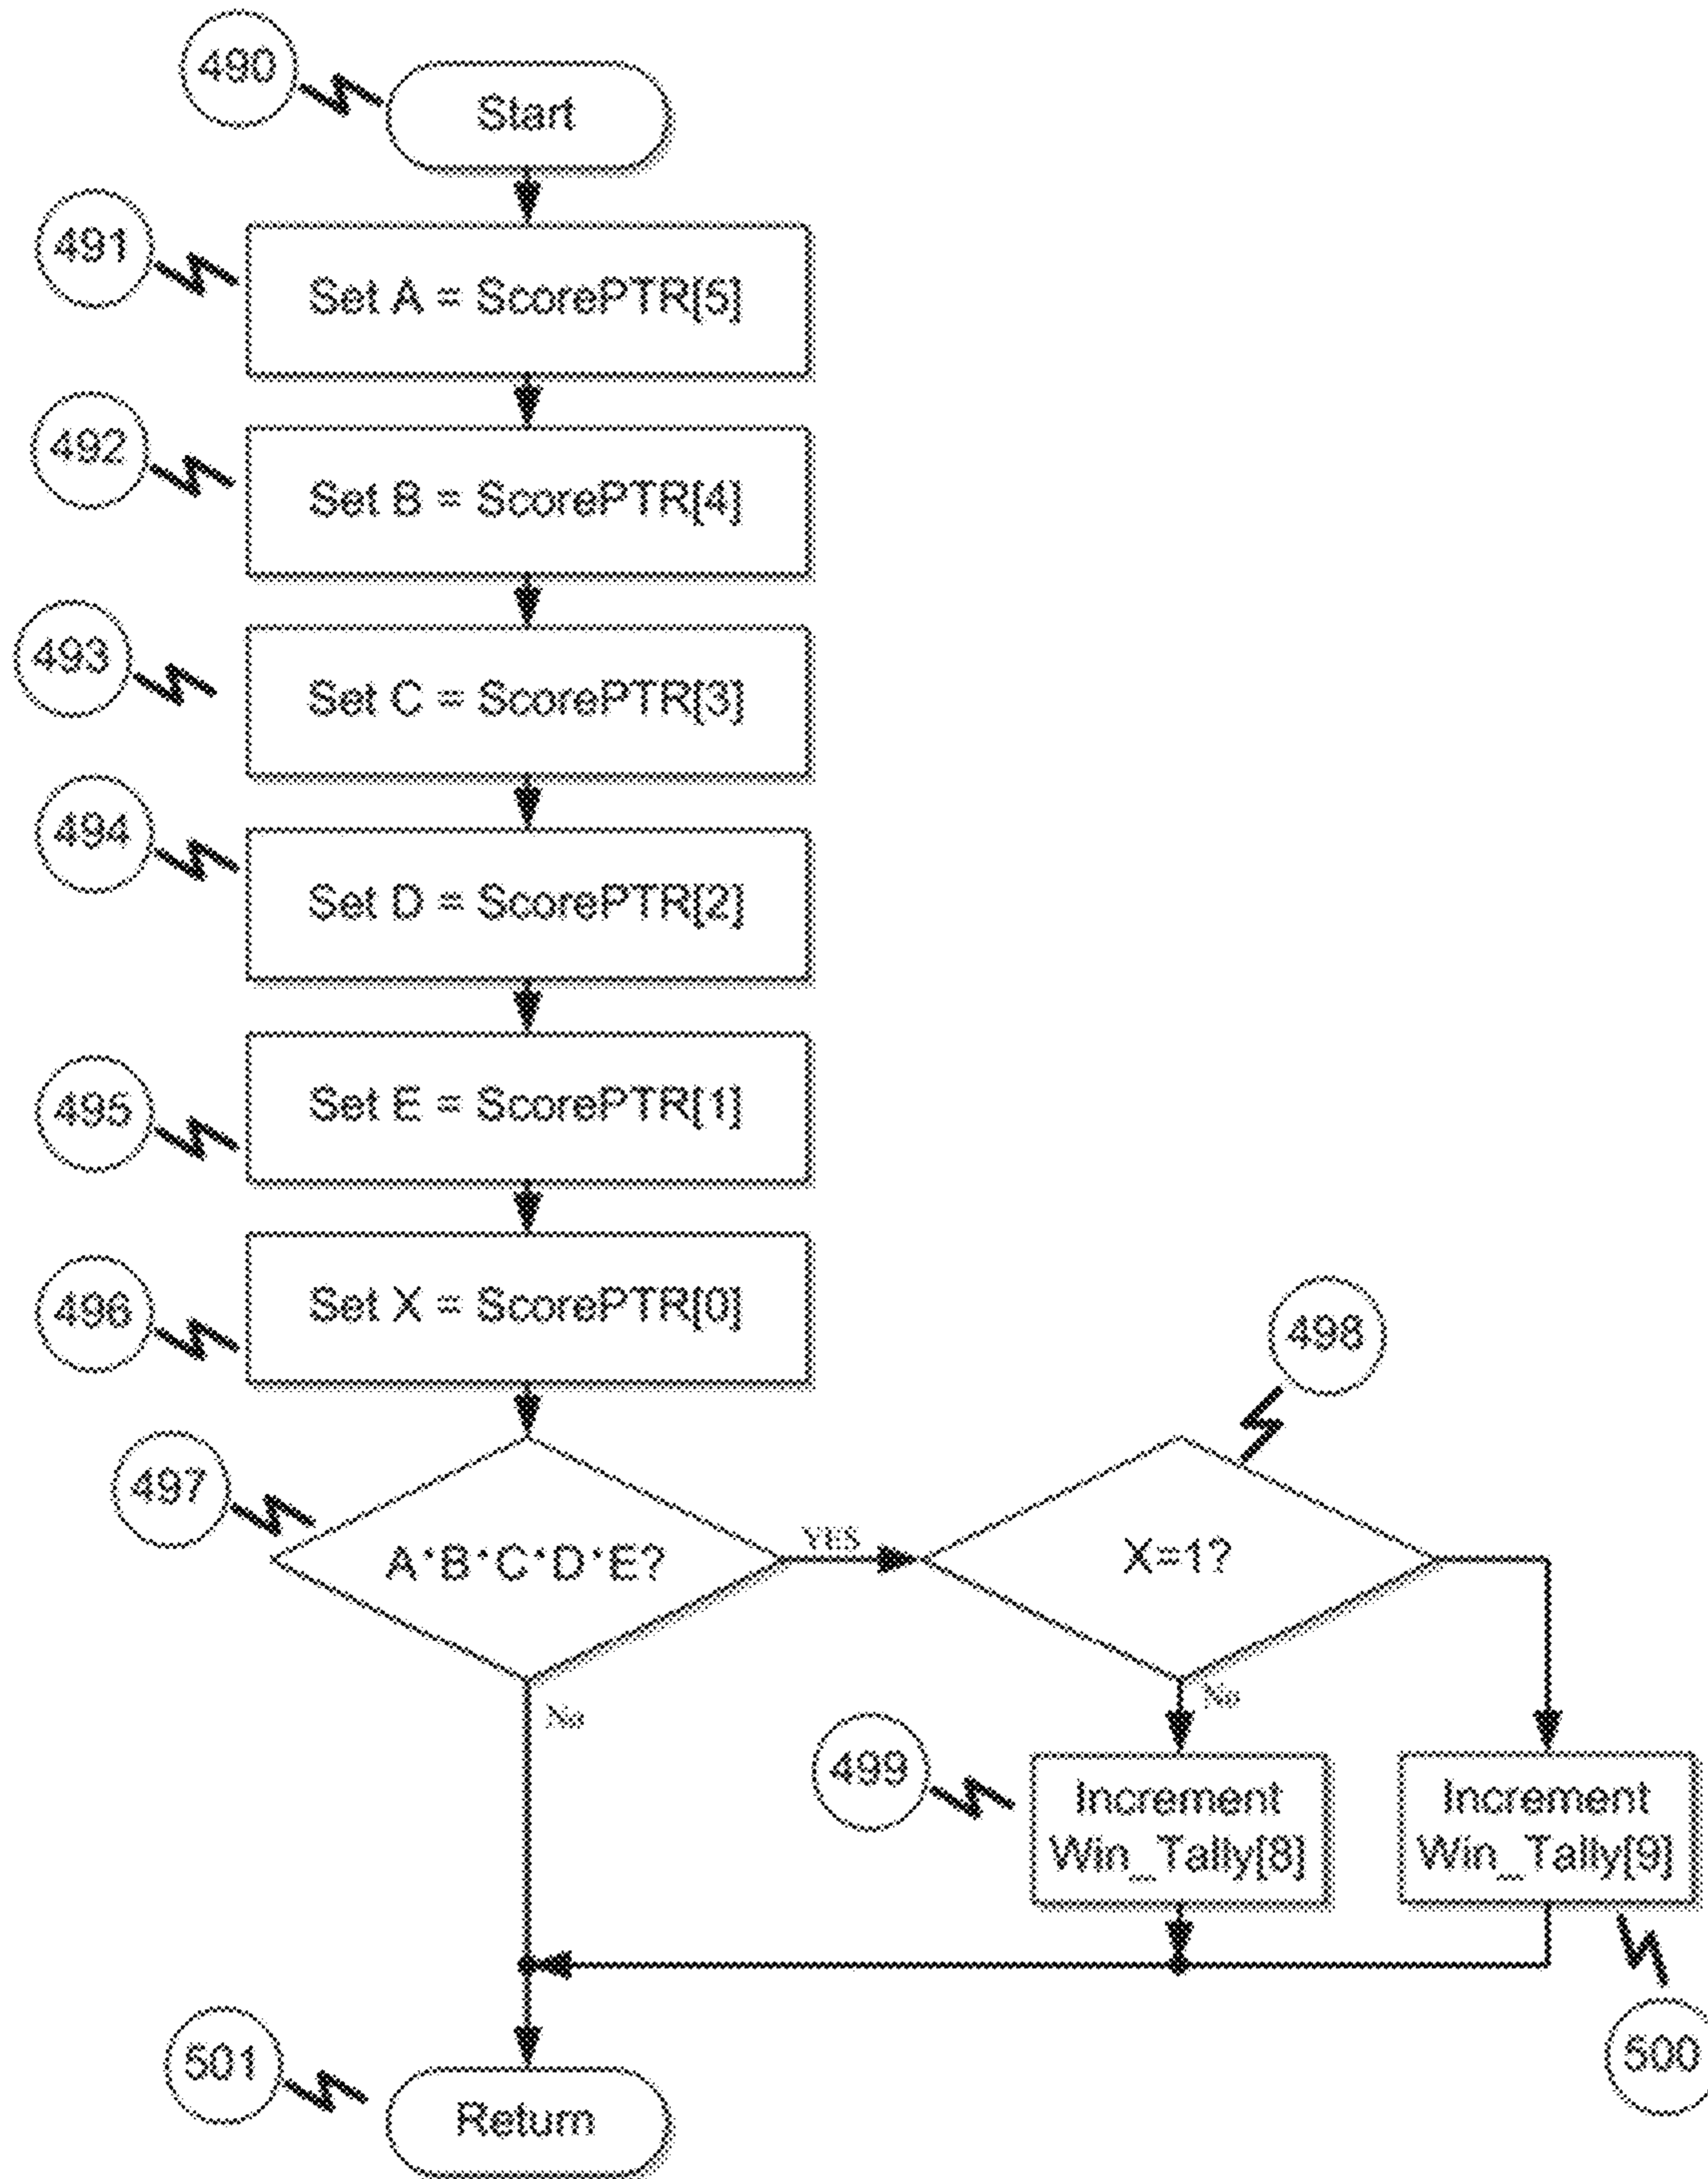 490
Start
491
Set A = ScorePTR[5]
492
Set B = ScorePTR[4]
493
Set C = ScorePTR[3]
494
Set D = ScorePTR[2]
495
Set E = ScorePTR[1]
496
Set X = ScorePTR[0]
498
497
A*B*C*D*E?
YES
X=1?
No
No
499
Increment
Win_Tally[8]
Increment
Win_Tally[9]
501
Return
500